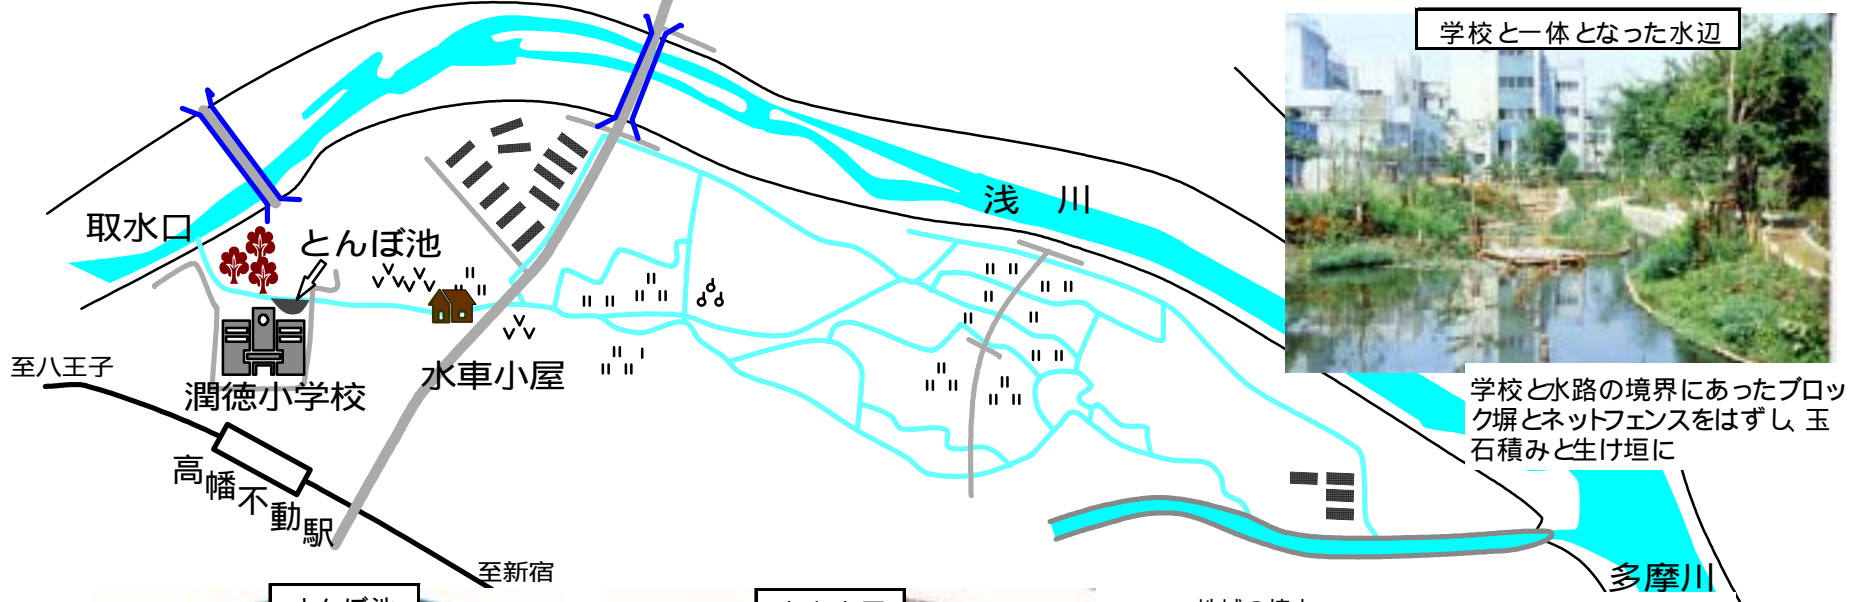 学校と一体となった水辺
浅 川
取水口
とんぼ池
至八王子
水車小屋
潤徳小学校
学校と水路の境界にあったブロッ
ク塀とネットフェンスをはずし、玉
石積みと生け垣に
高幡不動駅
至新宿
多摩川
とんぼ池